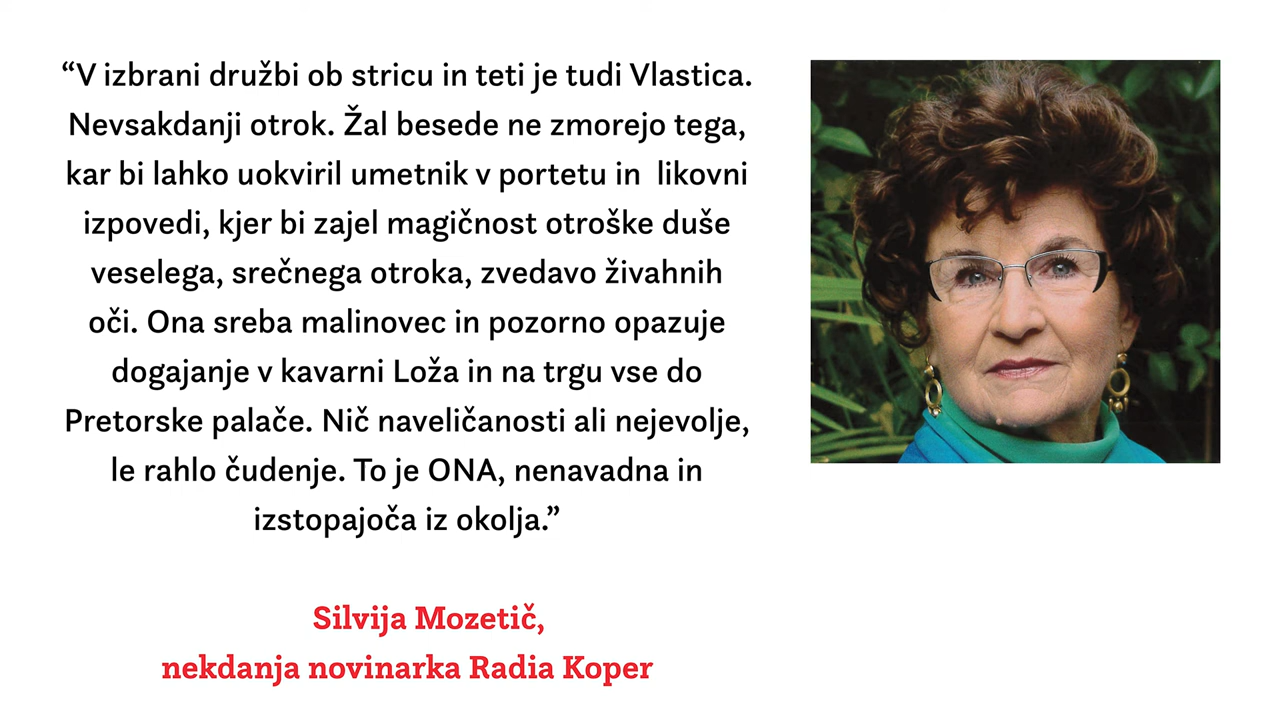 “V izbrani družbi ob stricu in teti je tudi Vlastica.
Nevsakdanji otrok. Žal besede ne zmorejo tega,
kar bi lahko uokviril umetnik v portetu in  likovni
izpovedi, kjer bi zajel magičnost otroške duše
veselega, srečnega otroka, zvedavo živahnih
oči. Ona sreba malinovec in pozorno opazuje
dogajanje v kavarni Loža in na trgu vse do
Pretorske palače. Nič naveličanosti ali nejevolje,
le rahlo čudenje. To je ONA, nenavadna in
izstopajoča iz okolja.”
Silvija Mozetič,
nekdanja novinarka Radia Koper